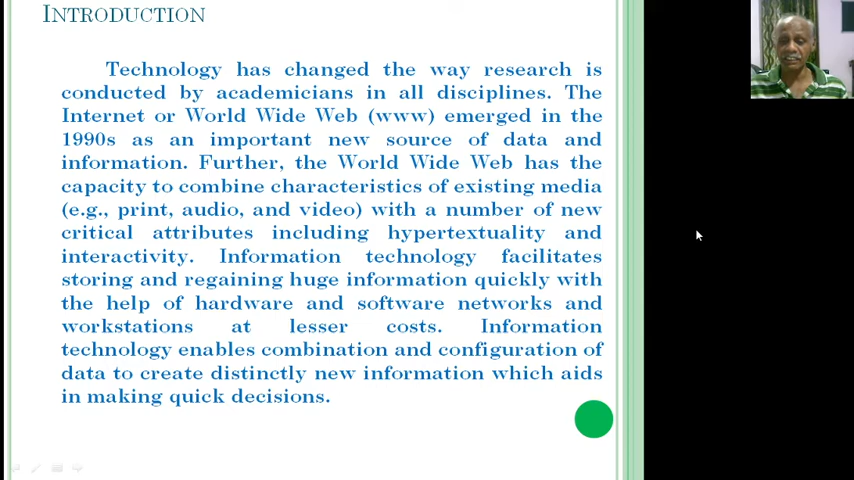 INTRODUCTION
Technology has changed the way research is
conducted by academicians in all disciplines. The
Internet or World Wide Web (www) emerged in the
1990s as an important new source of data and
information. Further, the World Wide Web has the
capacity to combine characteristics of existing media
(e.g., print, audio, and video) with a number of new
critical attributes including hypertextuality and
interactivity. Information technology facilitates
storing and regaining huge information quickly with
the help of hardware and software networks and
workstations at lesser costs. Information
technology enables combination and configuration of
data to create distinctly new information which aids
in making quick decisions.